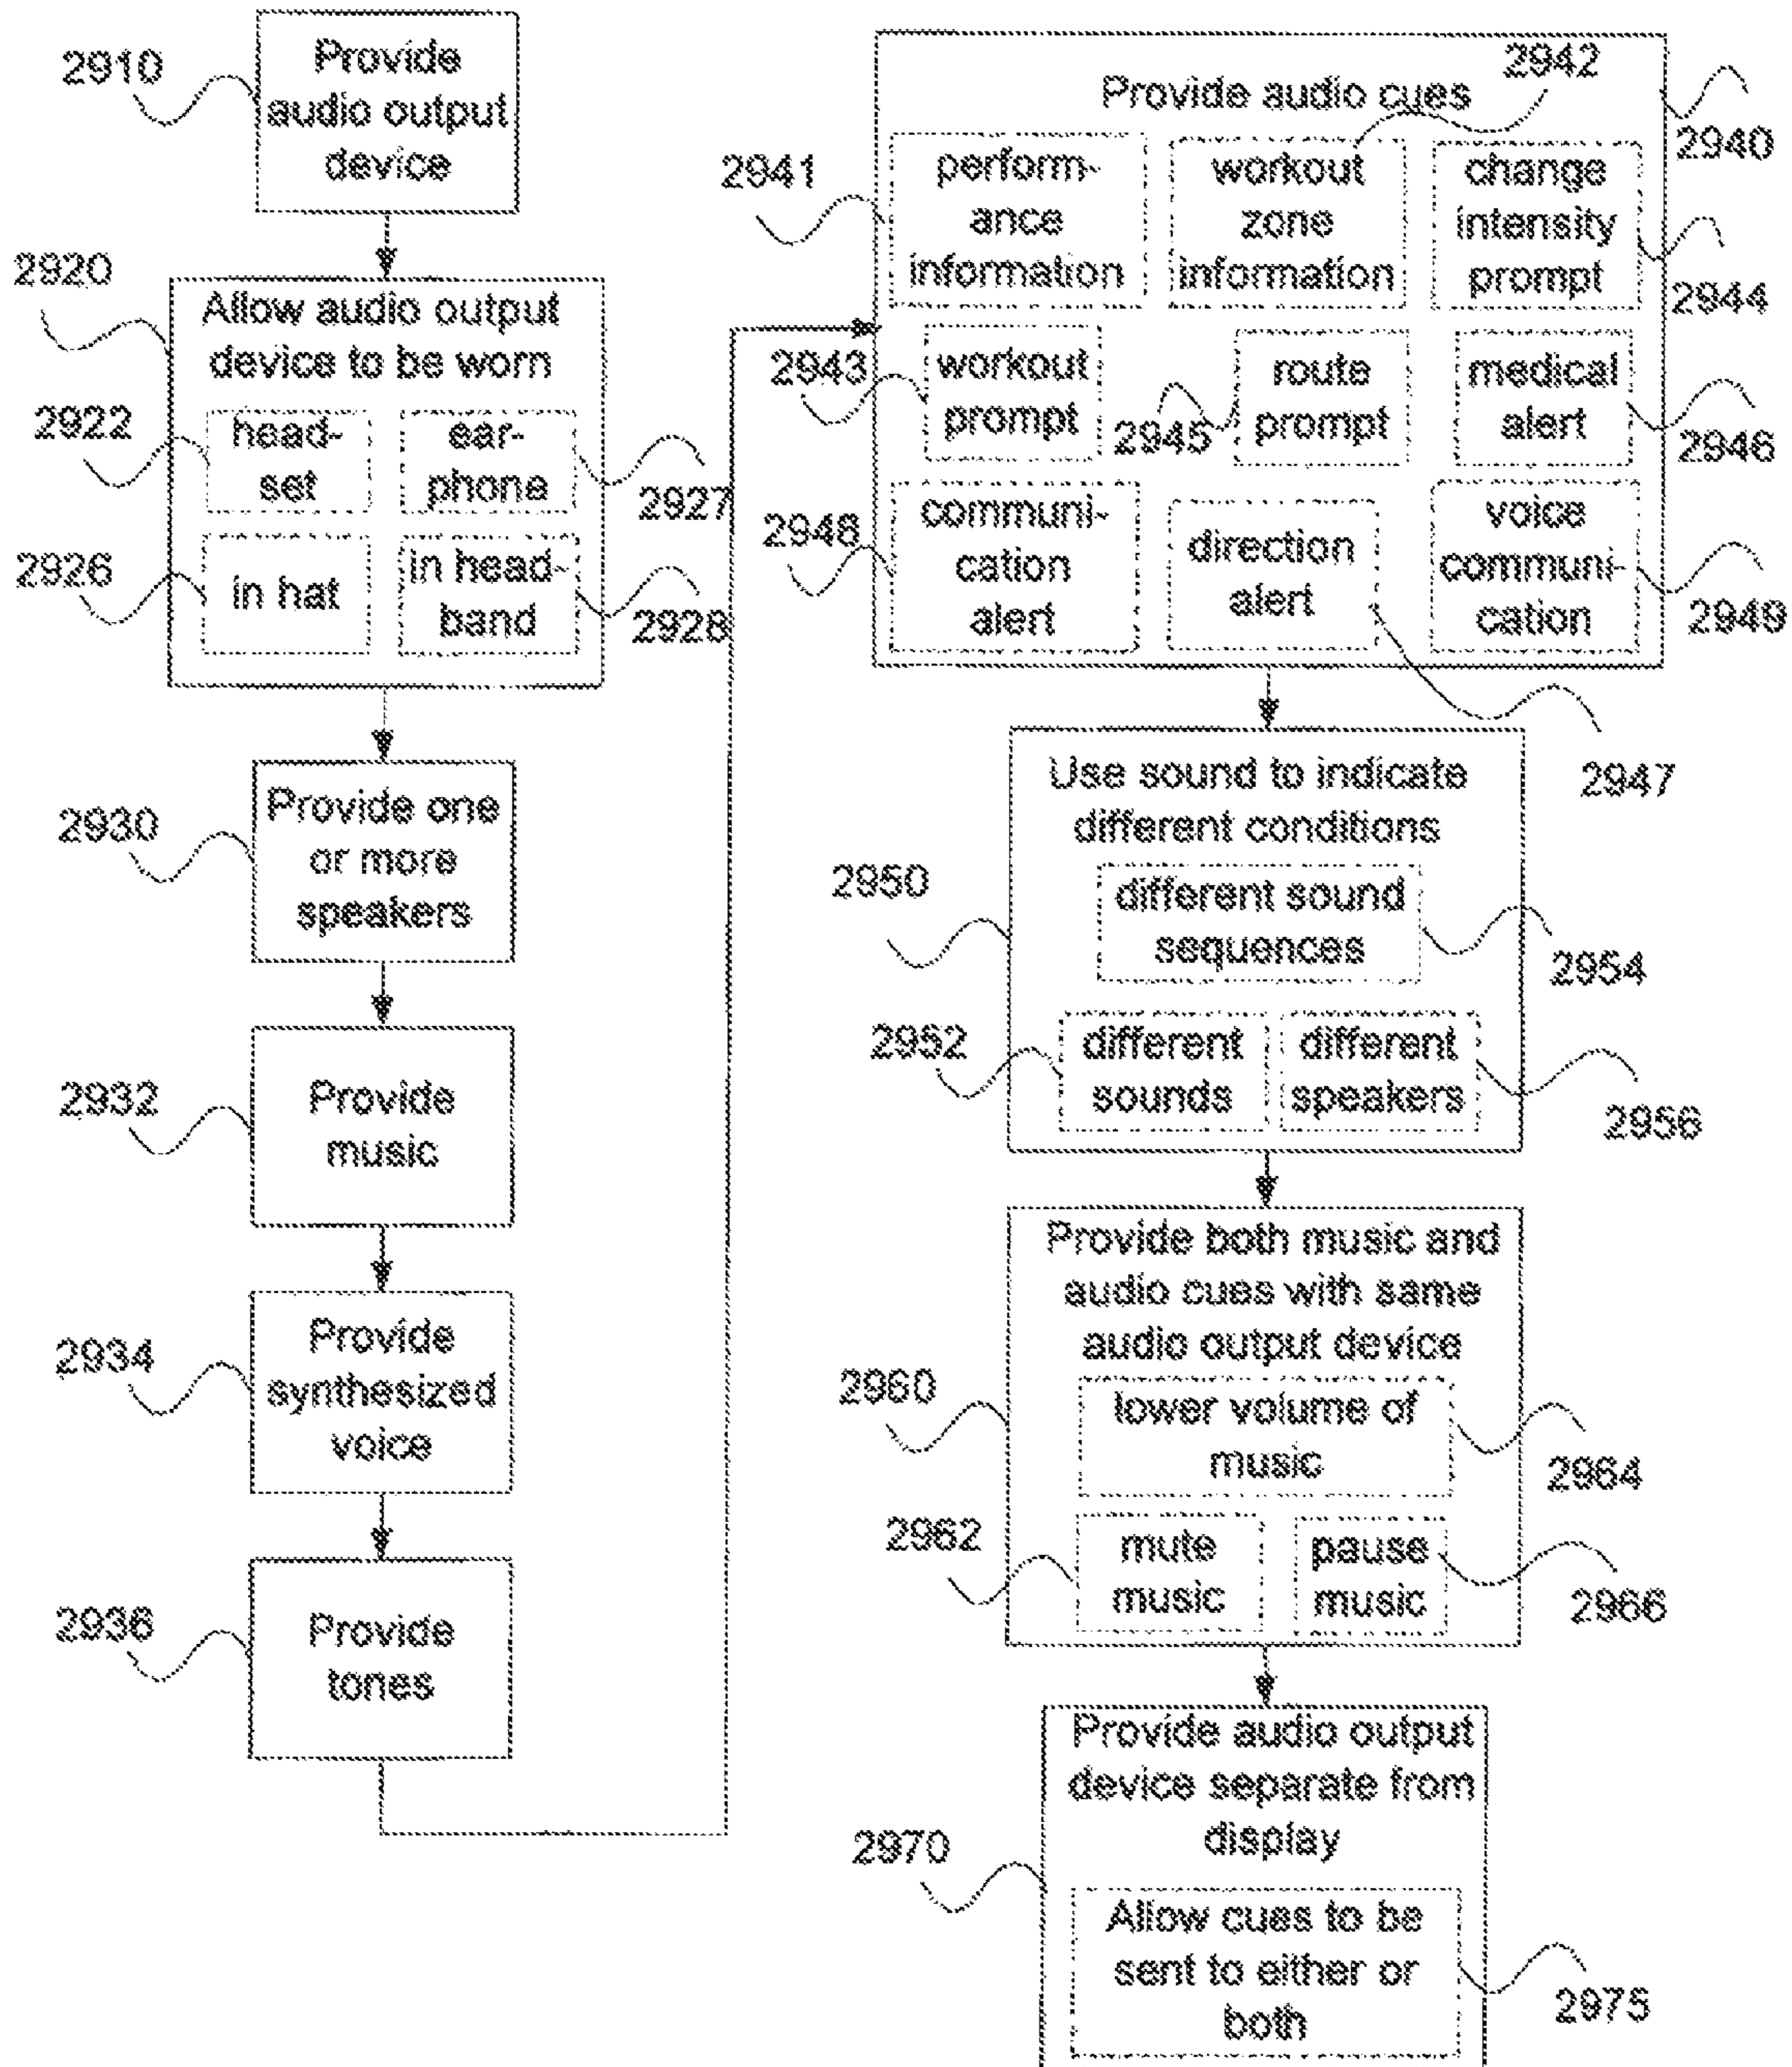 2910
Provide
audio output
device
2920
Allow audio output
device to be worn
2922
head-
set
ear-
phone
2927
2926
in hat
in head-
band
2928
2930
Provide one
or more
speakers
2932
Provide
music
2934
Provide
synthesized
voice
2936
Provide
tones
Provide audio cues
2942
2940
2941
perform-
ance
information
workout
zone
information
change
intensity
prompt
2944
2943
workout
prompt
2945
route
prompt
medical
alert
2946
2948
communi-
cation
alert
direction
alert
voice
communi-
cation
2949
2947
Use sound to indicate
different conditions
2950
different sound
sequences
2954
2952
different
sounds
different
speakers
2956
Provide both music and
audio cues with same
audio output device
2960
lower volume of
music
2964
2962
mute
music
pause
music
2966
Provide audio output
device separate from
display
2970
Allow cues to be
sent to either or
both
2975